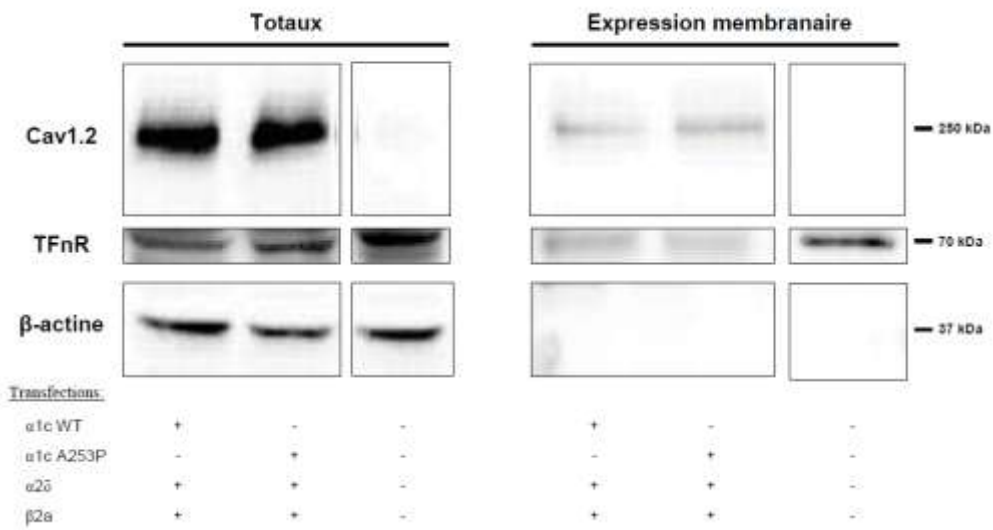 Totaux Expression membranaire
Cav1.2 250 kDa
TFnR 70 kDa
β-actine 37 kDa
Transfections:
α1c WT + - - + - -
α1c A253P - + - - + -
α2δ + + - + + -
β2a + + - + + -